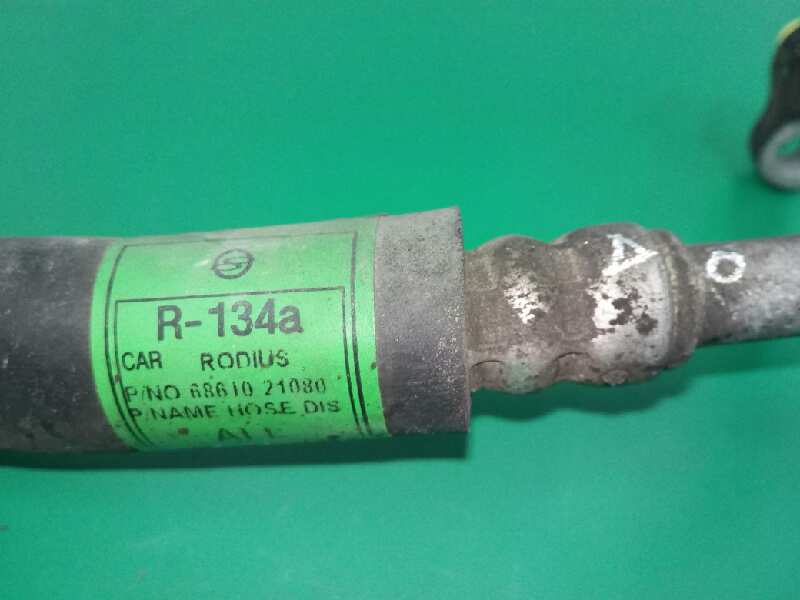 R-134a
CAR RODIUS
P/NO 68610 21080
P/NAME HOSE DIS